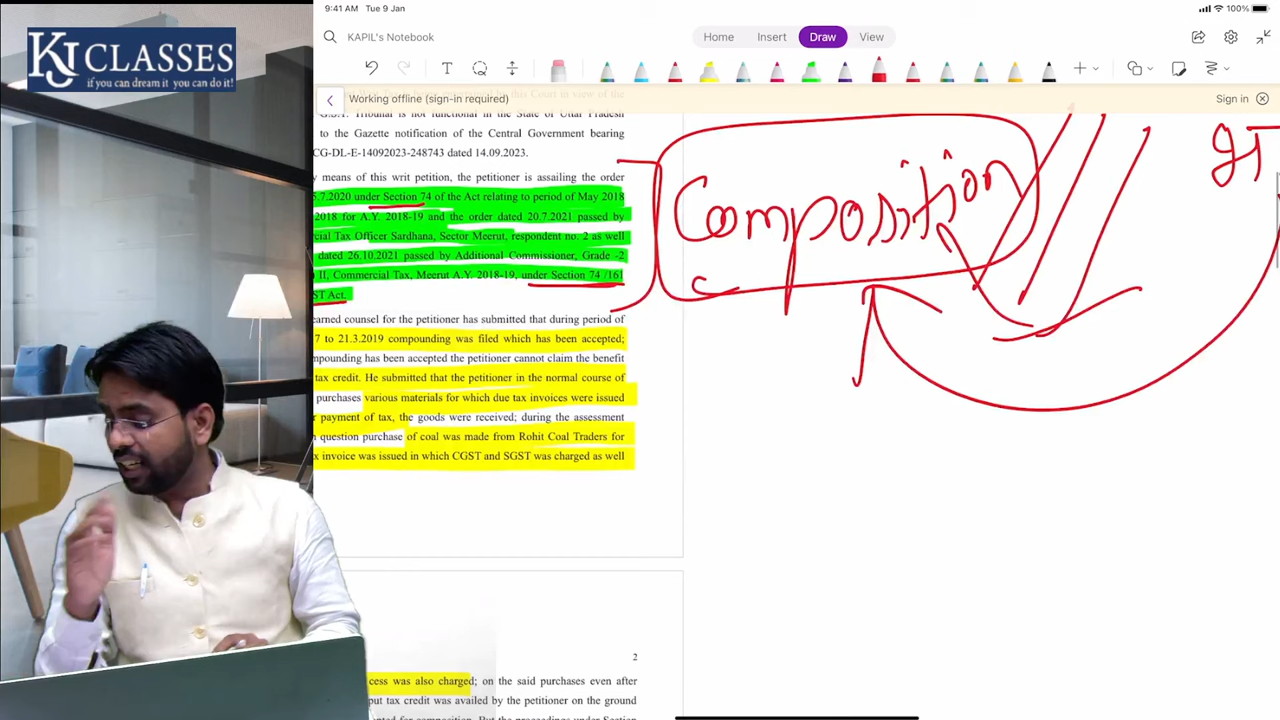 9:41 AM Tue 9 Jan
100%
KJ CLASSES
if you can dream it you can do it!
KAPIL's Notebook
Home Insert Draw View
Working offline (sign-in required)
Sign in
to the Gazette notification of the Central Government bearing
CG-DL-E-14092023-248743 dated 14.09.2023.
means of this writ petition, the petitioner is assailing the order
.7.2020 under Section 74 of the Act relating to period of May 2018
2018 for A.Y. 2018-19 and the order dated 20.7.2021 passed by
cial Tax Officer Sardhana, Sector Meerut, respondent no. 2 as well
dated 26.10.2021 passed by Additional Commissioner, Grade -2
II, Commercial Tax, Meerut A.Y. 2018-19, under Section 74 /161
ST Act.
earned counsel for the petitioner has submitted that during period of
7 to 21.3.2019 compounding was filed which has been accepted;
mpounding has been accepted the petitioner cannot claim the benefit
tax credit. He submitted that the petitioner in the normal course of
purchases various materials for which due tax invoices were issued
r payment of tax, the goods were received; during the assessment
question purchase of coal was made from Rohit Coal Traders for
x invoice was issued in which CGST and SGST was charged as well
Composition
2
cess was also charged; on the said purchases even after
put tax credit was availed by the petitioner on the ground